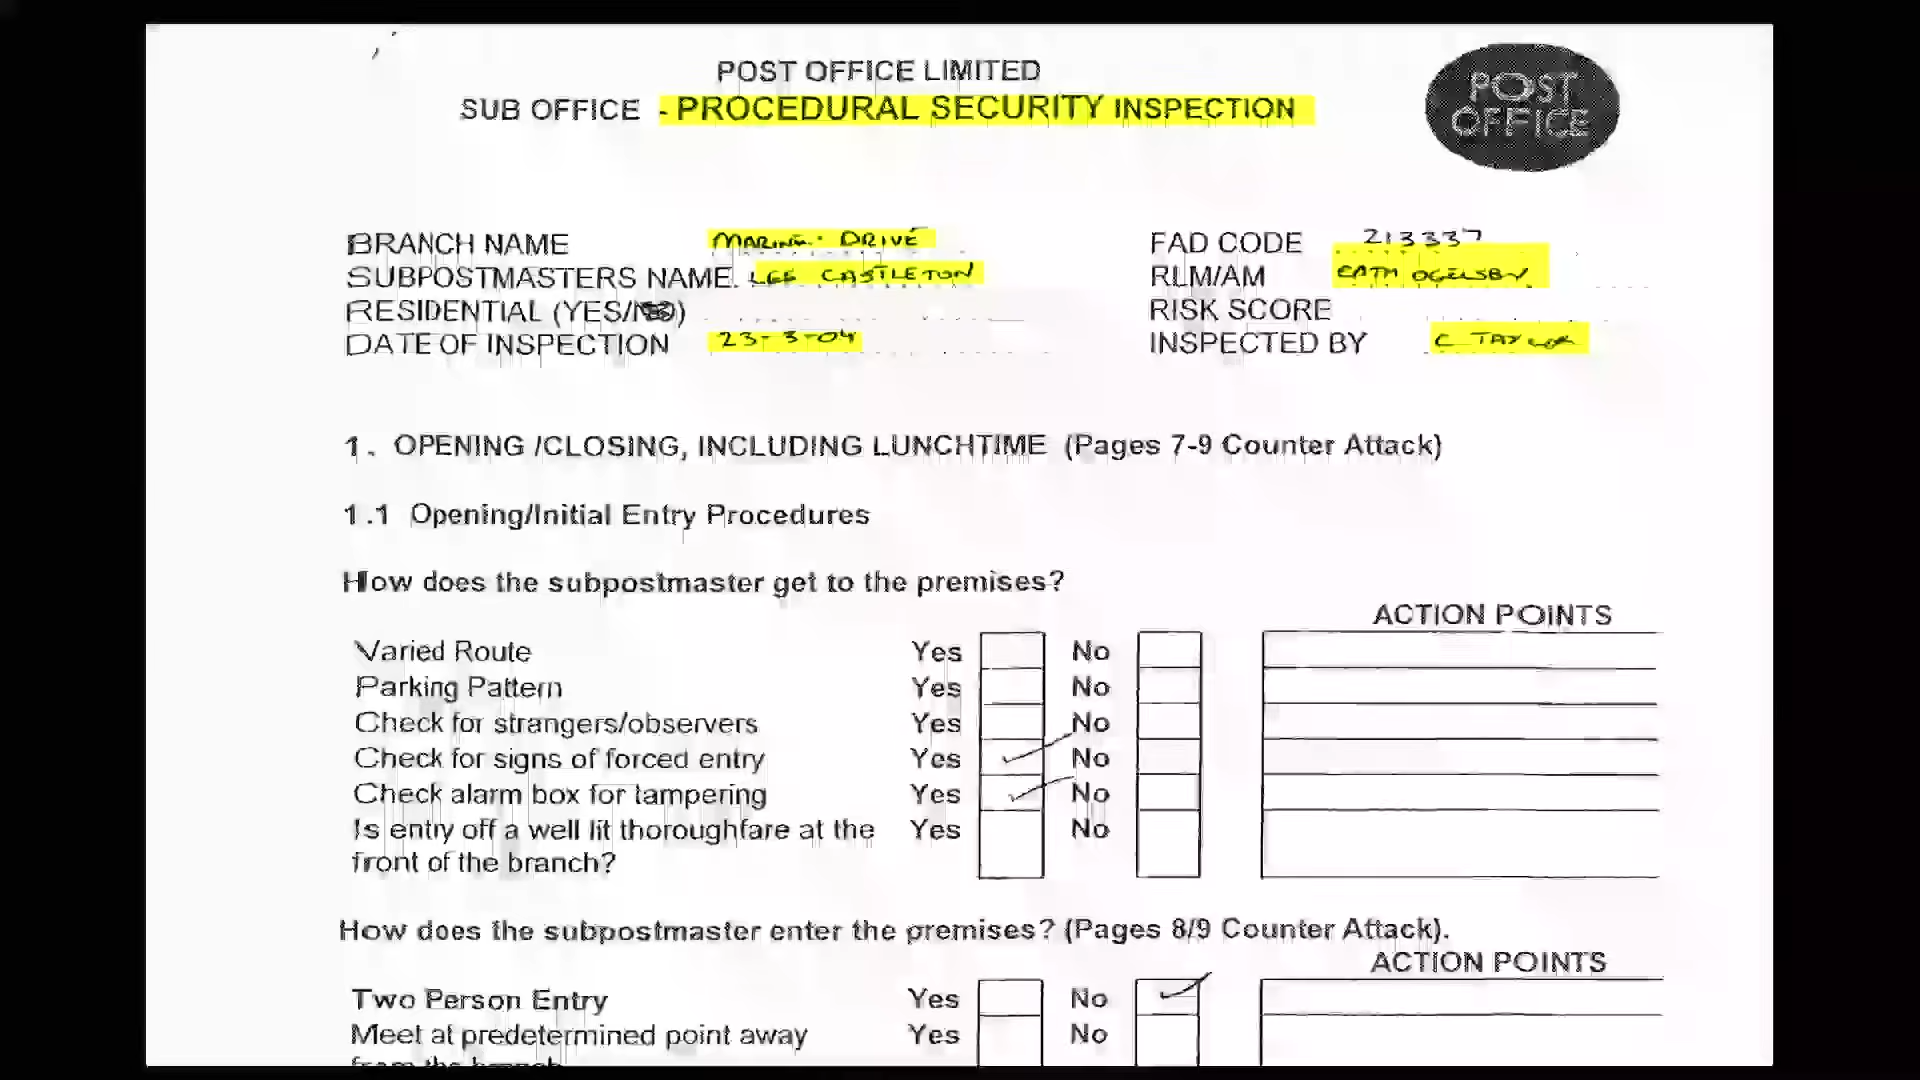 POST OFFICE LIMITED
SUB OFFICE - PROCEDURAL SECURITY INSPECTION
POST OFFICE
BRANCH NAME MARINE DRIVE FAD CODE 213337
SUBPOSTMASTERS NAME. LEE CASTLETON RLM/AM CATH OGELSBY
RESIDENTIAL (YES/NO) RISK SCORE
DATE OF INSPECTION 23-3-04 INSPECTED BY C TAYLOR
1. OPENING /CLOSING, INCLUDING LUNCHTIME (Pages 7-9 Counter Attack)
1.1 Opening/Initial Entry Procedures
How does the subpostmaster get to the premises?
ACTION POINTS
Varied Route Yes No
Parking Pattern Yes No
Check for strangers/observers Yes No
Check for signs of forced entry Yes ✓ No
Check alarm box for tampering Yes ✓ No
Is entry off a well lit thoroughfare at the Yes No
front of the branch?
How does the subpostmaster enter the premises? (Pages 8/9 Counter Attack).
ACTION POINTS
Two Person Entry Yes No ✓
Meet at predetermined point away Yes No
from the branch